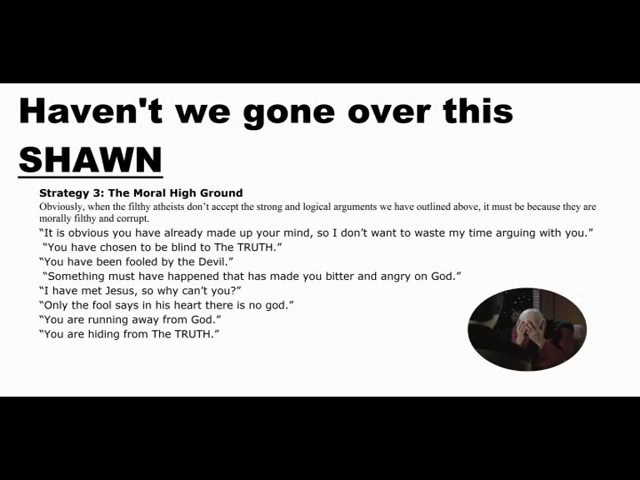 Haven't we gone over this
SHAWN
Strategy 3: The Moral High Ground
Obviously, when the filthy atheists don’t accept the strong and logical arguments we have outlined above, it must be because they are
morally filthy and corrupt.
“It is obvious you have already made up your mind, so I don’t want to waste my time arguing with you.”
“You have chosen to be blind to The TRUTH.”
“You have been fooled by the Devil.”
“Something must have happened that has made you bitter and angry on God.”
“I have met Jesus, so why can’t you?”
“Only the fool says in his heart there is no god.”
“You are running away from God.”
“You are hiding from The TRUTH.”